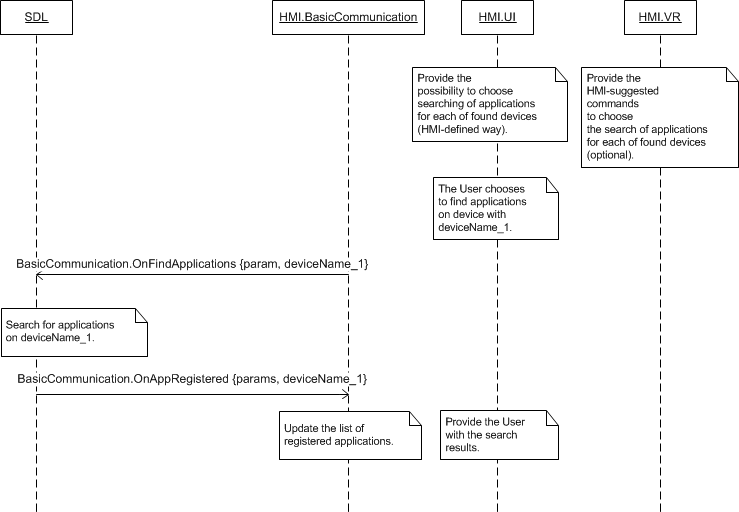 SDL
HMI.BasicCommunication
HMI.UI
HMI.VR
Provide the
possibility to choose
searching of applications
for each of found devices
(HMI-defined way).
Provide the
HMI-suggested
commands
to choose
the search of applications
for each of found devices
(optional).
The User chooses
to find applications
on device with
deviceName_1.
BasicCommunication.OnFindApplications {param, deviceName_1}
Search for applications
on deviceName_1.
BasicCommunication.OnAppRegistered {params, deviceName_1}
Update the list of
registered applications.
Provide the User
with the search
results.